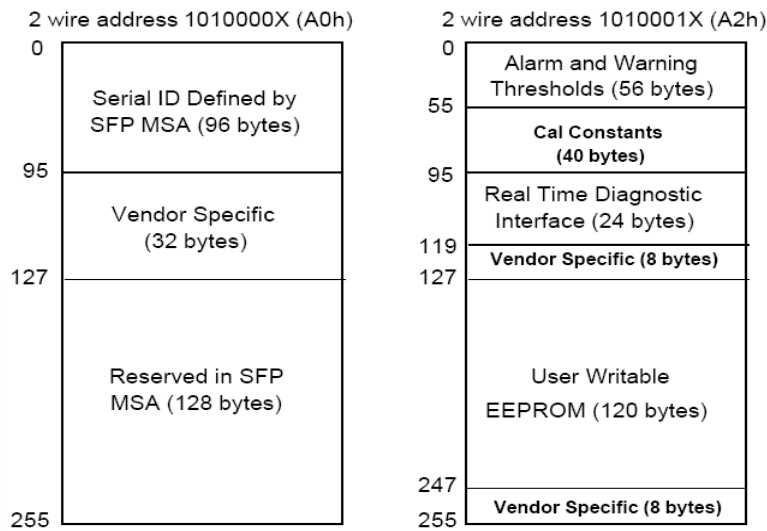 2 wire address 1010000X (A0h)
0
Serial ID Defined by
SFP MSA (96 bytes)
95
Vendor Specific
(32 bytes)
127
Reserved in SFP
MSA (128 bytes)
255
2 wire address 1010001X (A2h)
0
Alarm and Warning
Thresholds (56 bytes)
55
Cal Constants
(40 bytes)
95
Real Time Diagnostic
Interface (24 bytes)
119
Vendor Specific (8 bytes)
127
User Writable
EEPROM (120 bytes)
247
Vendor Specific (8 bytes)
255